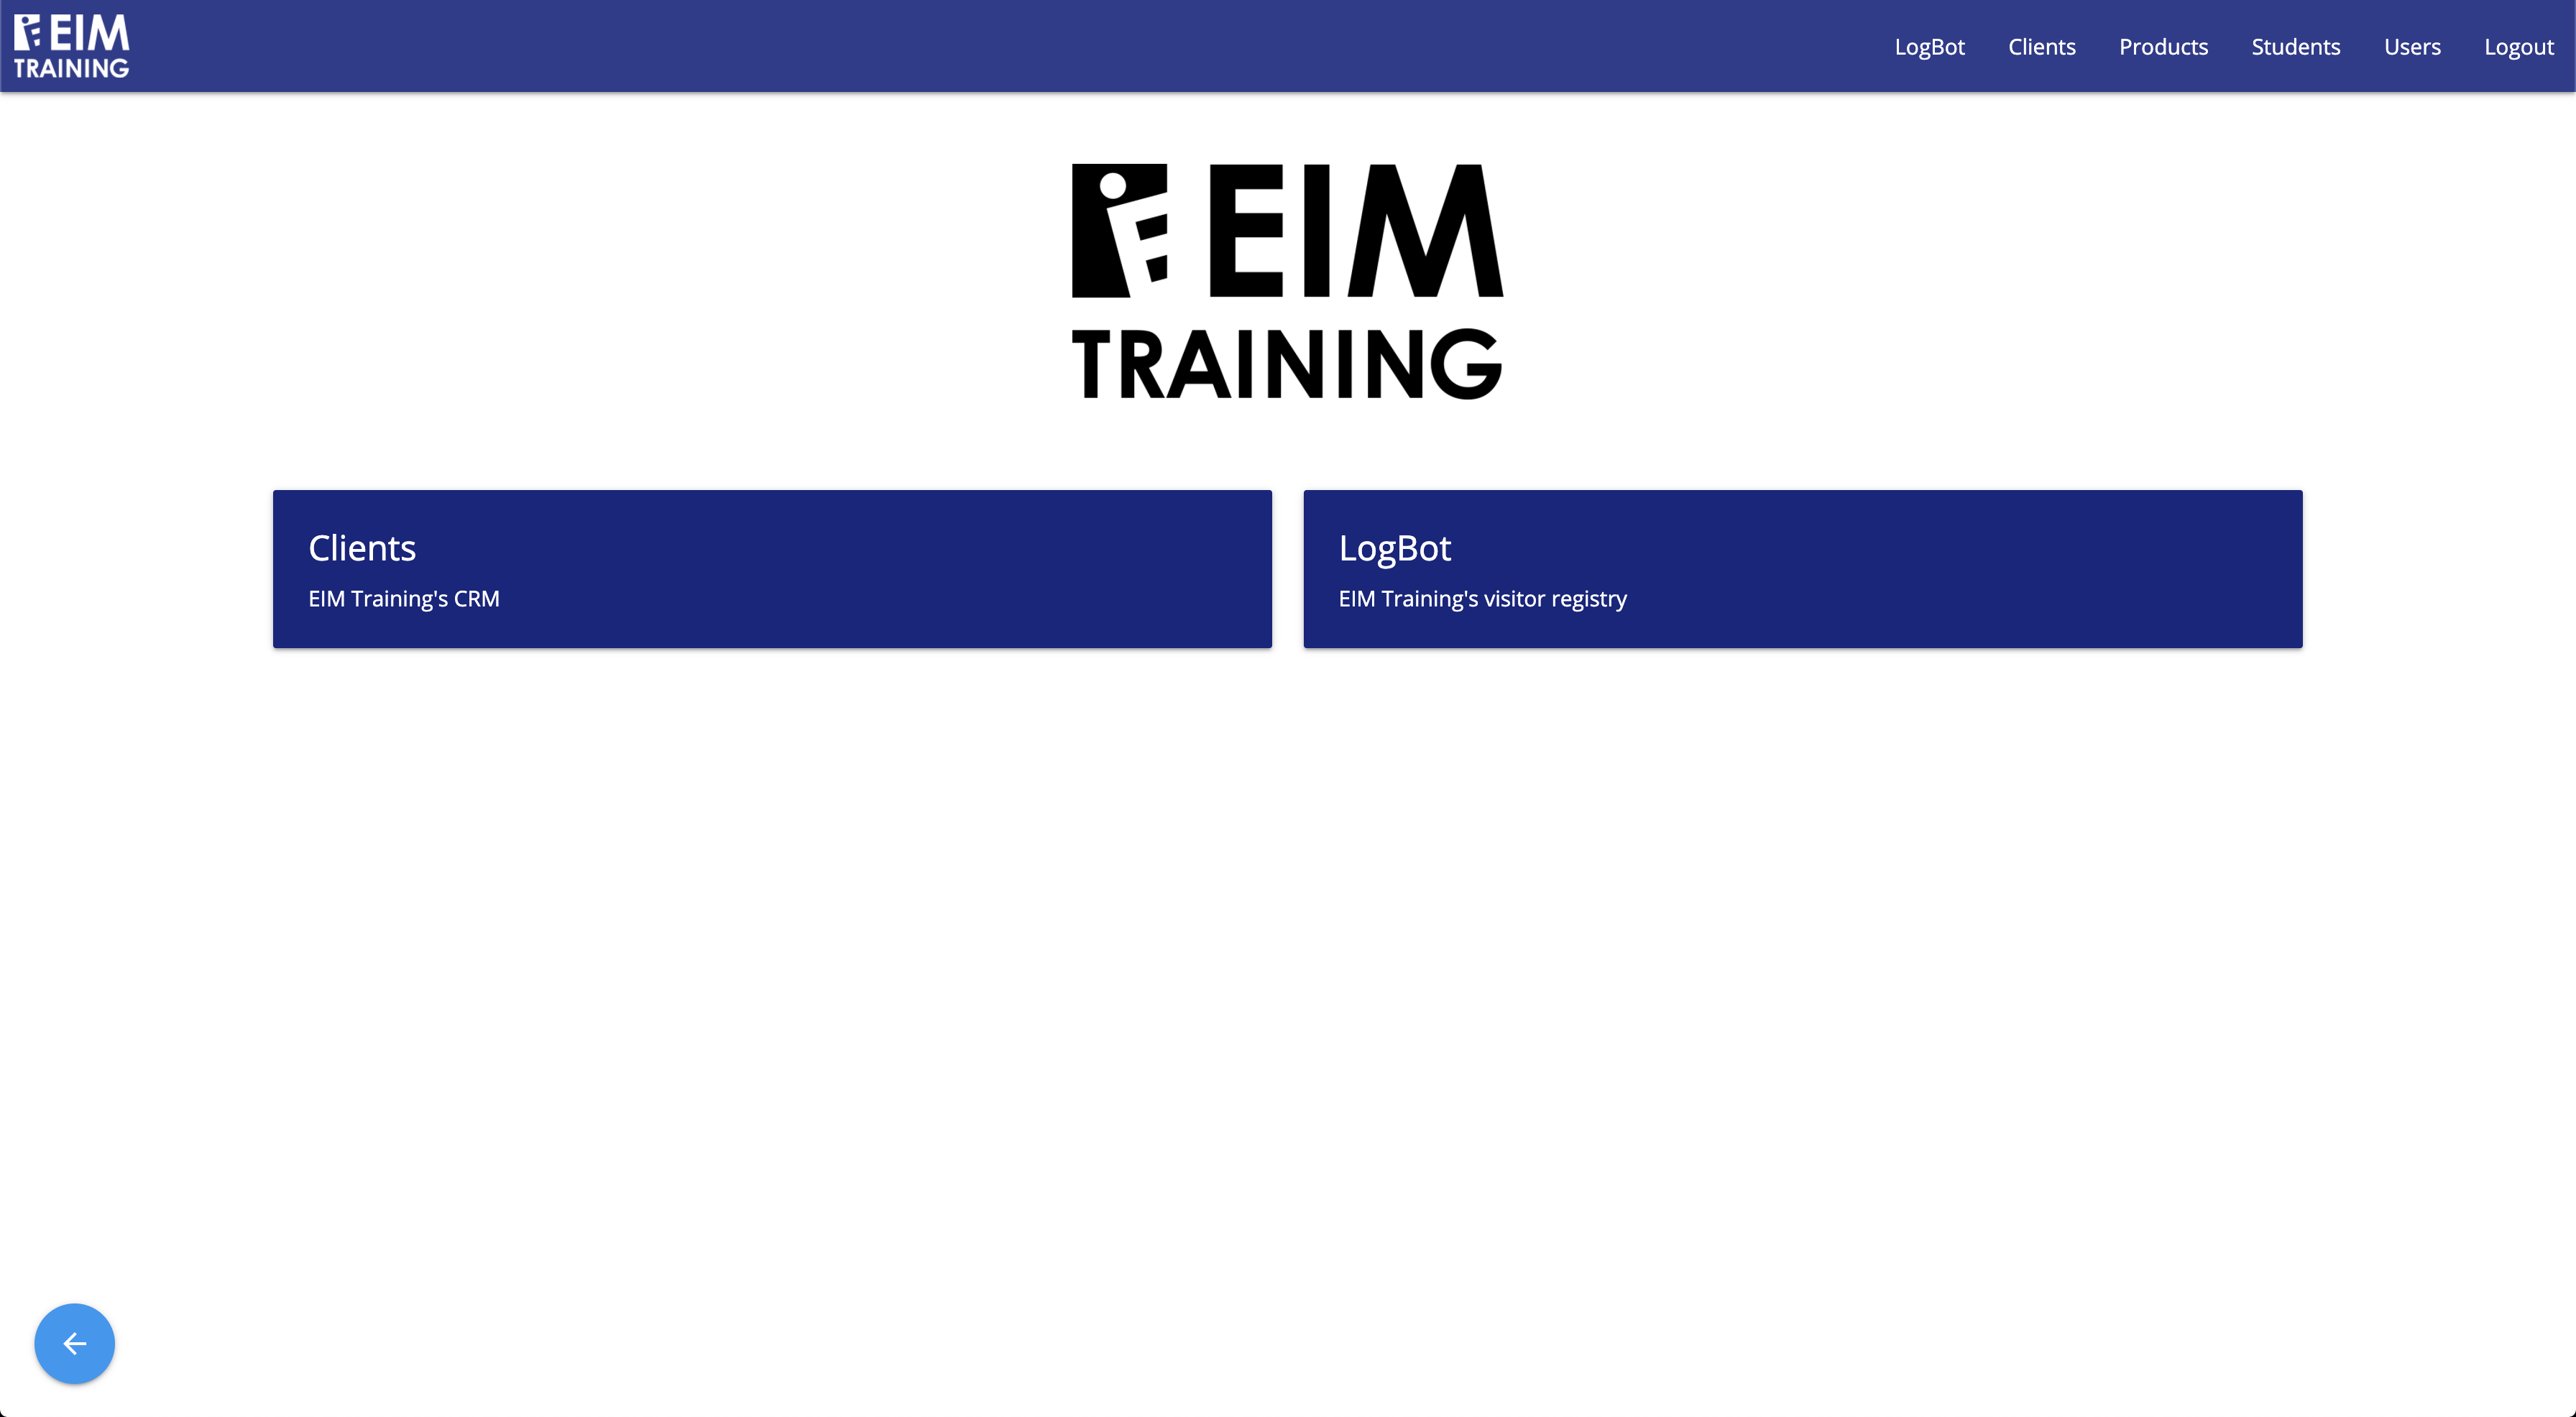 EIM
TRAINING
LogBot Clients Products Students Users Logout
EIM
TRAINING
Clients
EIM Training's CRM
LogBot
EIM Training's visitor registry